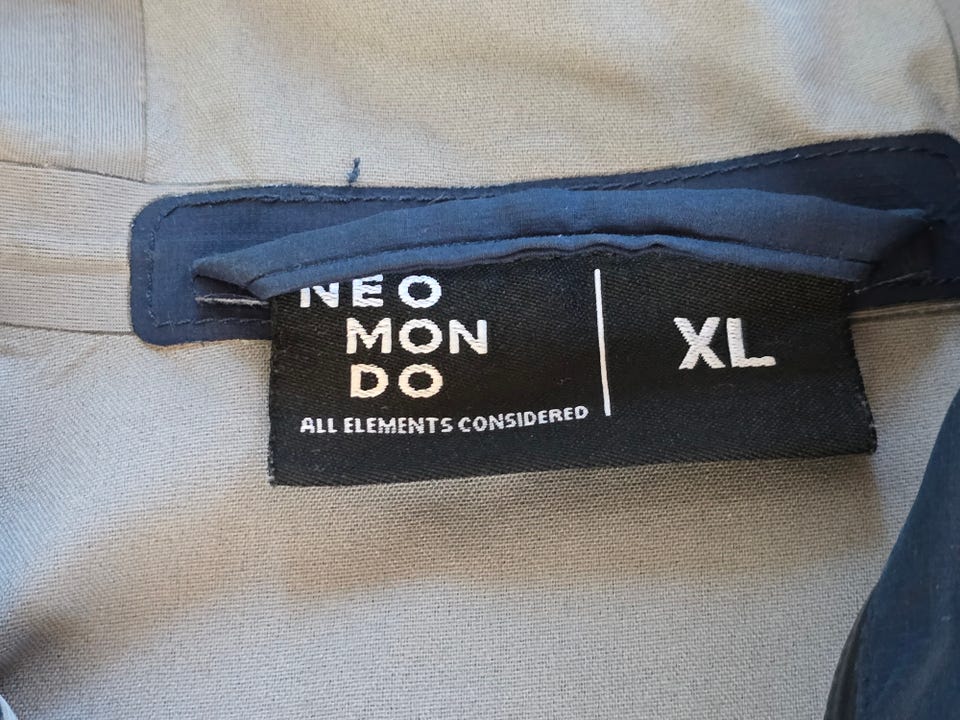 NEO
MON
DO
ALL ELEMENTS CONSIDERED
XL